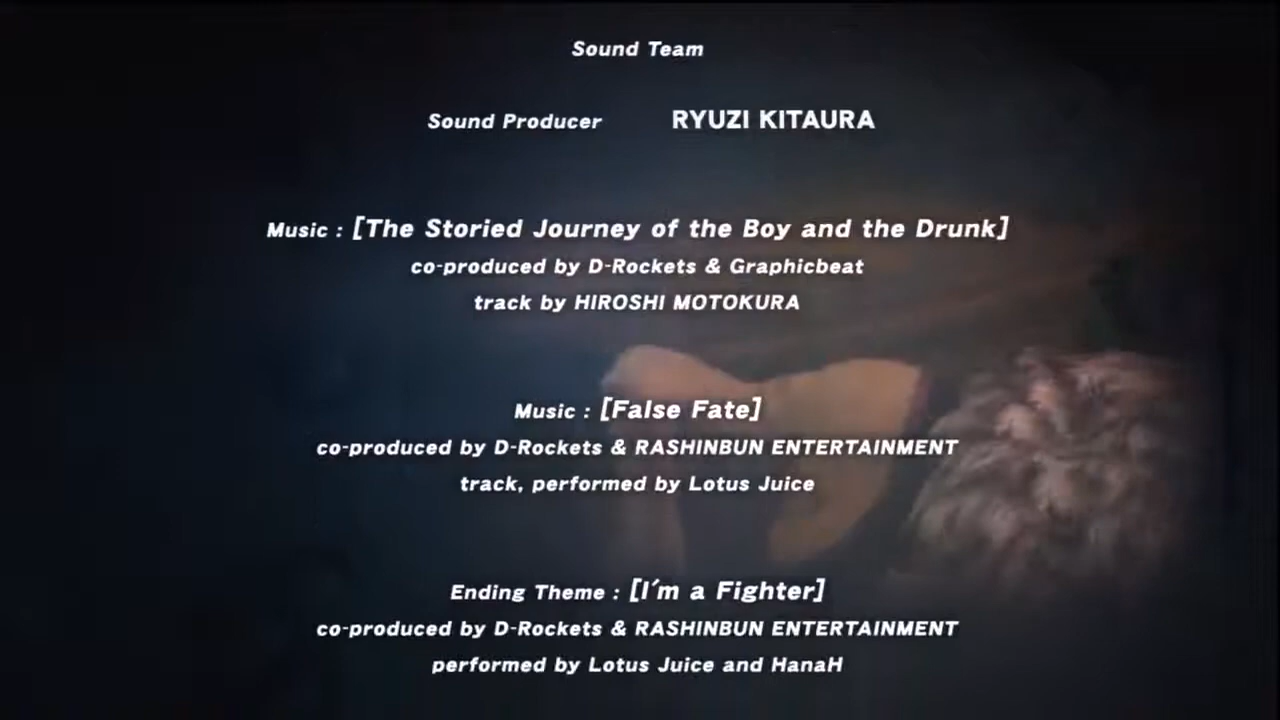 Sound Team
Sound Producer RYUZI KITAURA
Music : [The Storied Journey of the Boy and the Drunk]
co-produced by D-Rockets & Graphicbeat
track by HIROSHI MOTOKURA
Music : [False Fate]
co-produced by D-Rockets & RASHINBUN ENTERTAINMENT
track, performed by Lotus Juice
Ending Theme : [I´m a Fighter]
co-produced by D-Rockets & RASHINBUN ENTERTAINMENT
performed by Lotus Juice and HanaH